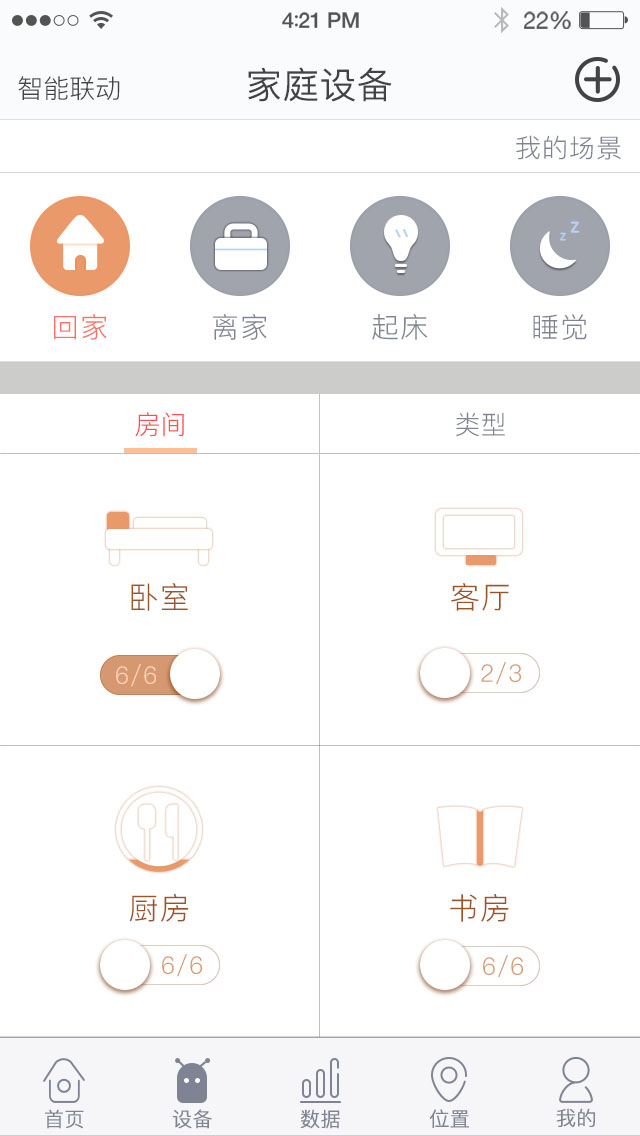 4:21 PM 22%
智能联动 家庭设备
我的场景
回家 离家 起床 睡觉
z z
房间 类型
卧室 客厅
6/6 2/3
厨房 书房
6/6 6/6
首页 设备 数据 位置 我的